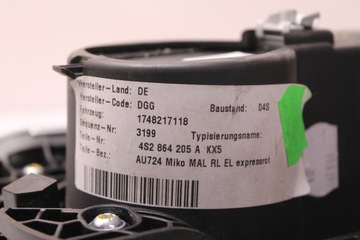 Hersteller-Land: DE
Hersteller-Code: DGG Baustand: 04S
Fahrzeug: 1748217118
Sequenz-Nr: 3199 Typisierungsname:
Teile-Nr: 4S2 864 205 A KX5
Teile-Bez.: AU724 Miko MAL RL EL expressrot